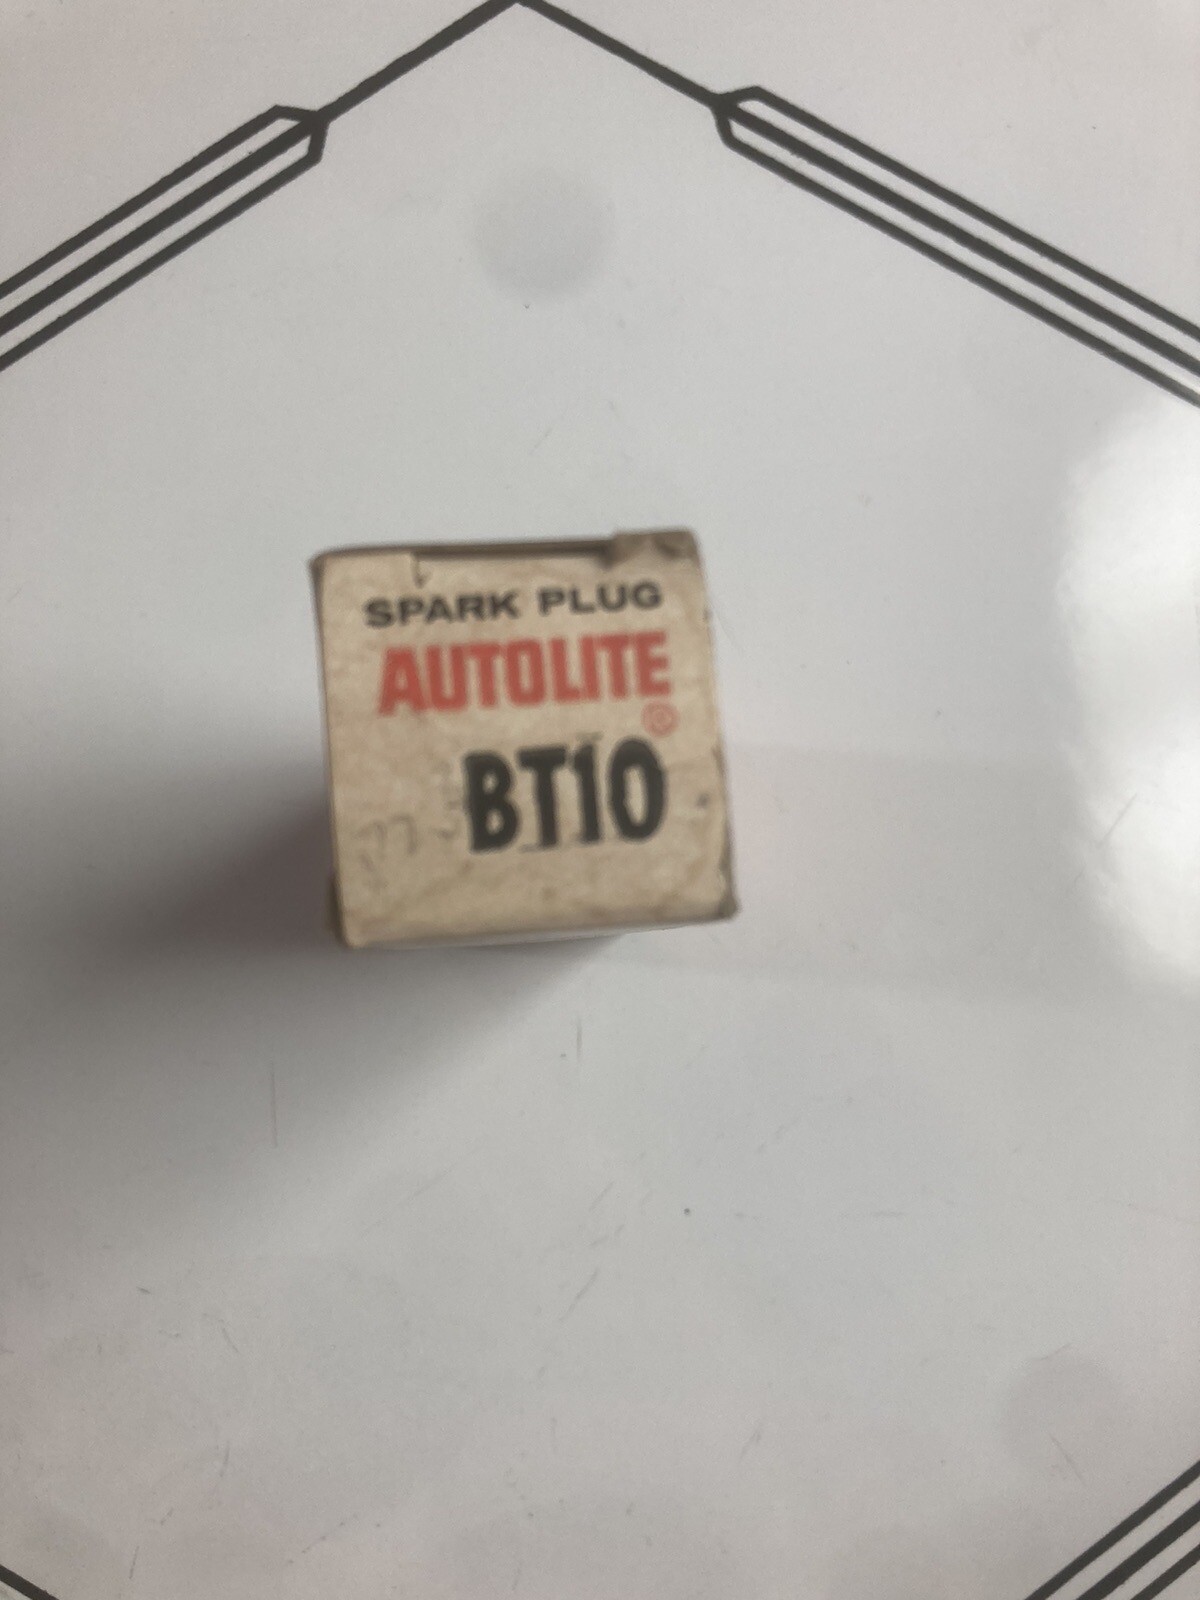 SPARK PLUG
AUTOLITE
®
BT10